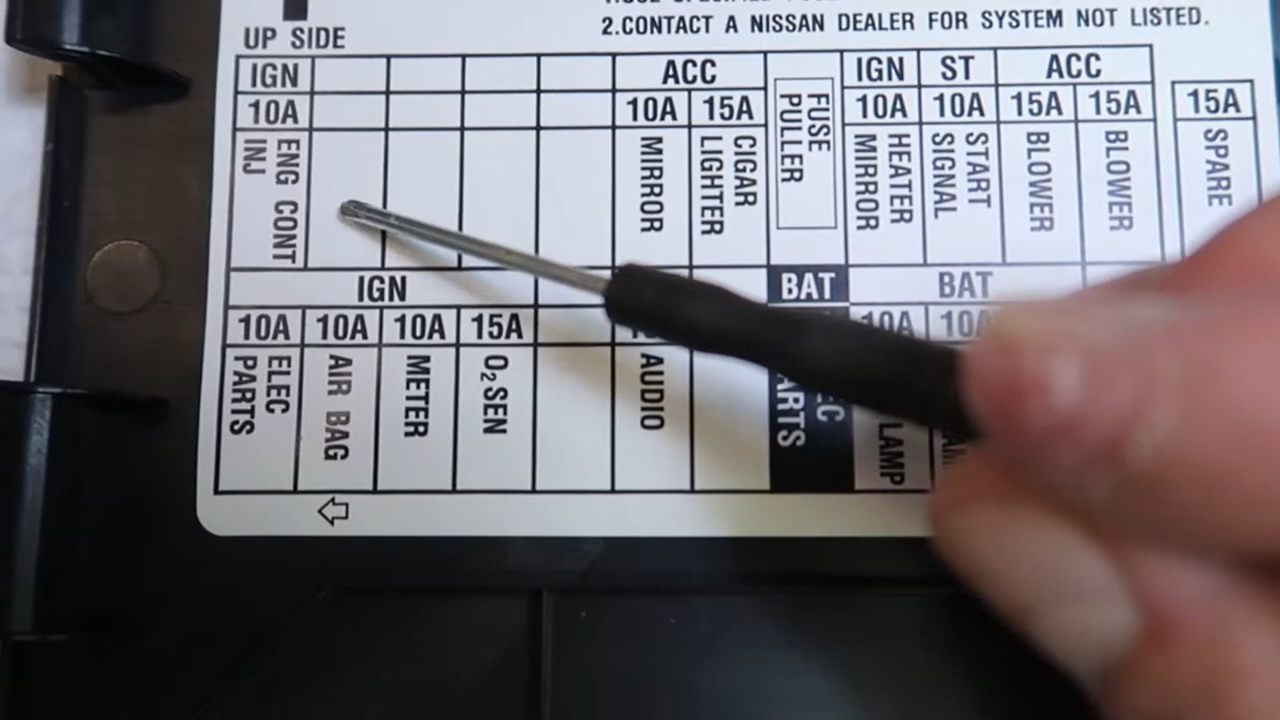 2.CONTACT A NISSAN DEALER FOR SYSTEM NOT LISTED.
UP SIDE
IGN ACC IGN ST ACC
10A 10A 15A FUSE PULLER 10A 10A 15A 15A 15A
ENG CONT INJ MIRROR CIGAR LIGHTER HEATER MIRROR START SIGNAL BLOWER BLOWER SPARE
IGN BAT BAT
10A 10A 10A 15A 10A 10A
ELEC PARTS AIR BAG METER O₂ SEN AUDIO LAMP